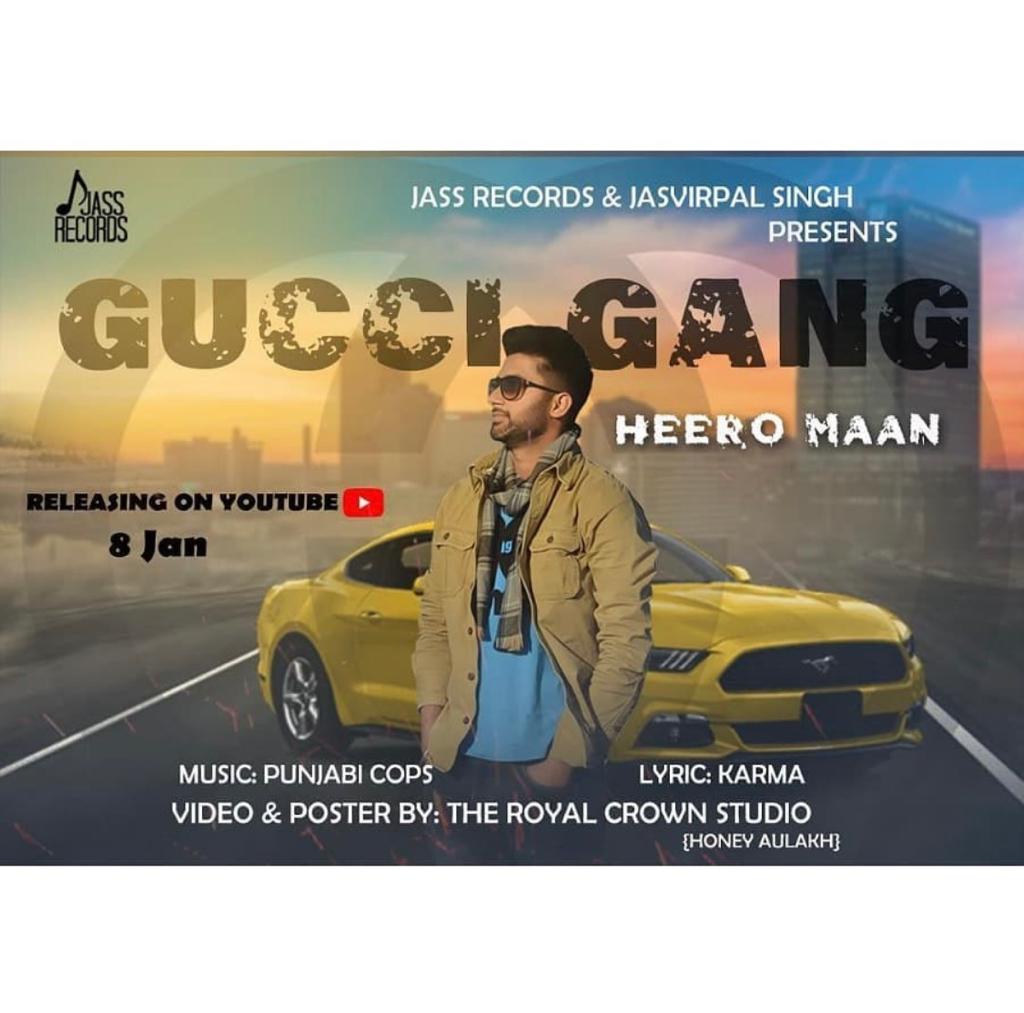 JASS
RECORDS
JASS RECORDS & JASVIRPAL SINGH
PRESENTS
GUCCI GANG
HEERO MAAN
RELEASING ON YOUTUBE
8 Jan
19
MUSIC: PUNJABI COPS
LYRIC: KARMA
VIDEO & POSTER BY: THE ROYAL CROWN STUDIO
{HONEY AULAKH}